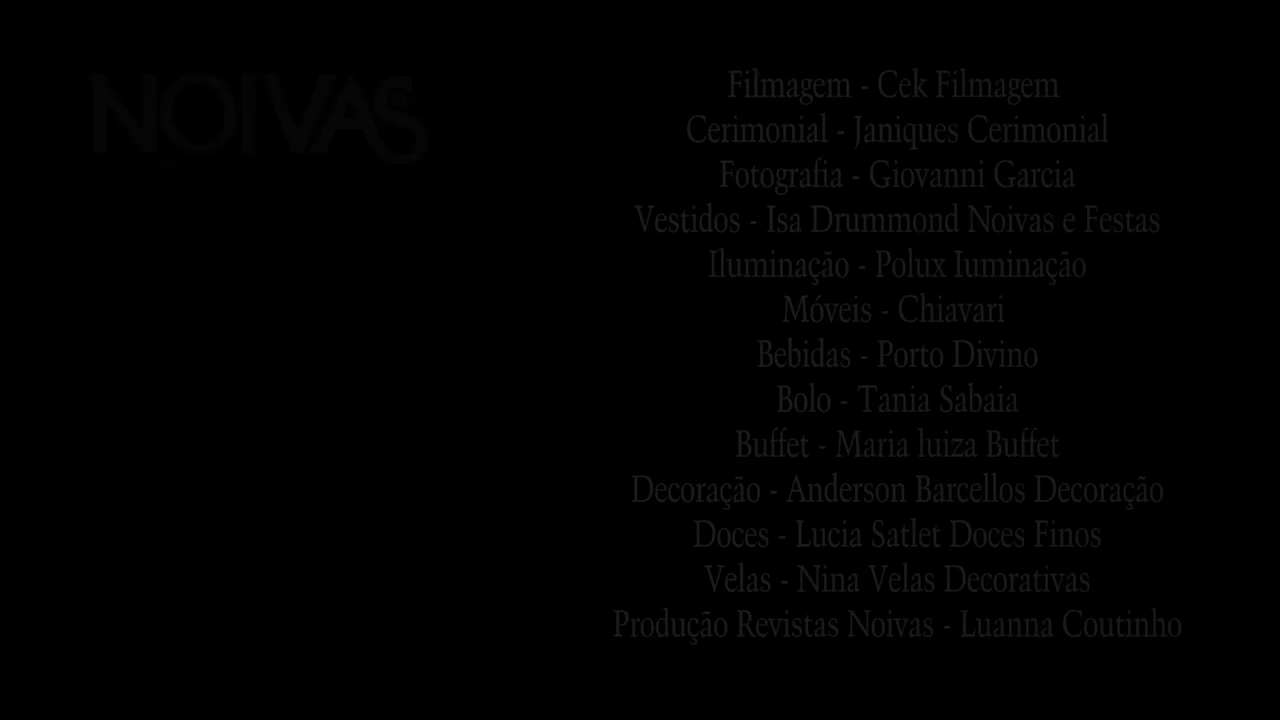 NOIVAS
Filmagem - Cek Filmagem
Cerimonial - Janiques Cerimonial
Fotografia - Giovanni Garcia
Vestidos - Isa Drummond Noivas e Festas
Iluminação - Polux Iuminação
Móveis - Chiavari
Bebidas - Porto Divino
Bolo - Tania Sabaia
Buffet - Maria luiza Buffet
Decoração - Anderson Barcellos Decoração
Doces - Lucia Satlet Doces Finos
Velas - Nina Velas Decorativas
Produção Revistas Noivas - Luanna Coutinho